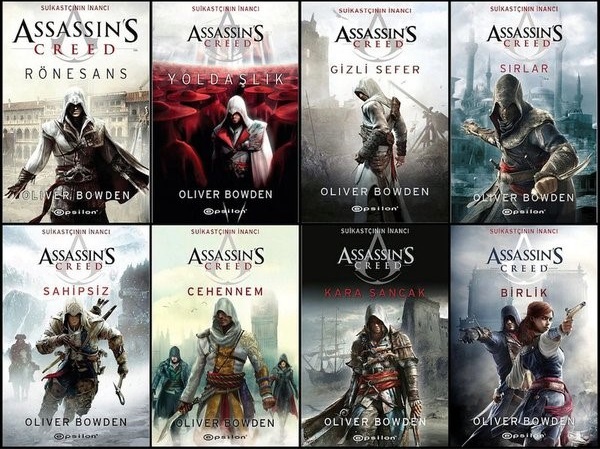 SUİKASTÇININ İNANCI
ASSASSIN'S
CREED
RÖNESANS
OLIVER BOWDEN
epsilon
SUİKASTÇININ İNANCI
ASSASSIN'S
CREED
YOLDAŞLIK
OLIVER BOWDEN
epsilon
SUİKASTÇININ İNANCI
ASSASSIN'S
CREED
GİZLİ SEFER
OLIVER BOWDEN
epsilon
SUİKASTÇININ İNANCI
ASSASSIN'S
CREED
SIRLAR
OLIVER BOWDEN
epsilon
SUİKASTÇININ İNANCI
ASSASSIN'S
CREED
SAHİPSİZ
OLIVER BOWDEN
epsilon
SUİKASTÇININ İNANCI
ASSASSIN'S
CREED
CEHENNEM
OLIVER BOWDEN
epsilon
SUİKASTÇININ İNANCI
ASSASSIN'S
CREED
KARA SANCAK
OLIVER BOWDEN
epsilon
SUİKASTÇININ İNANCI
ASSASSIN'S
CREED
BİRLİK
OLIVER BOWDEN
epsilon